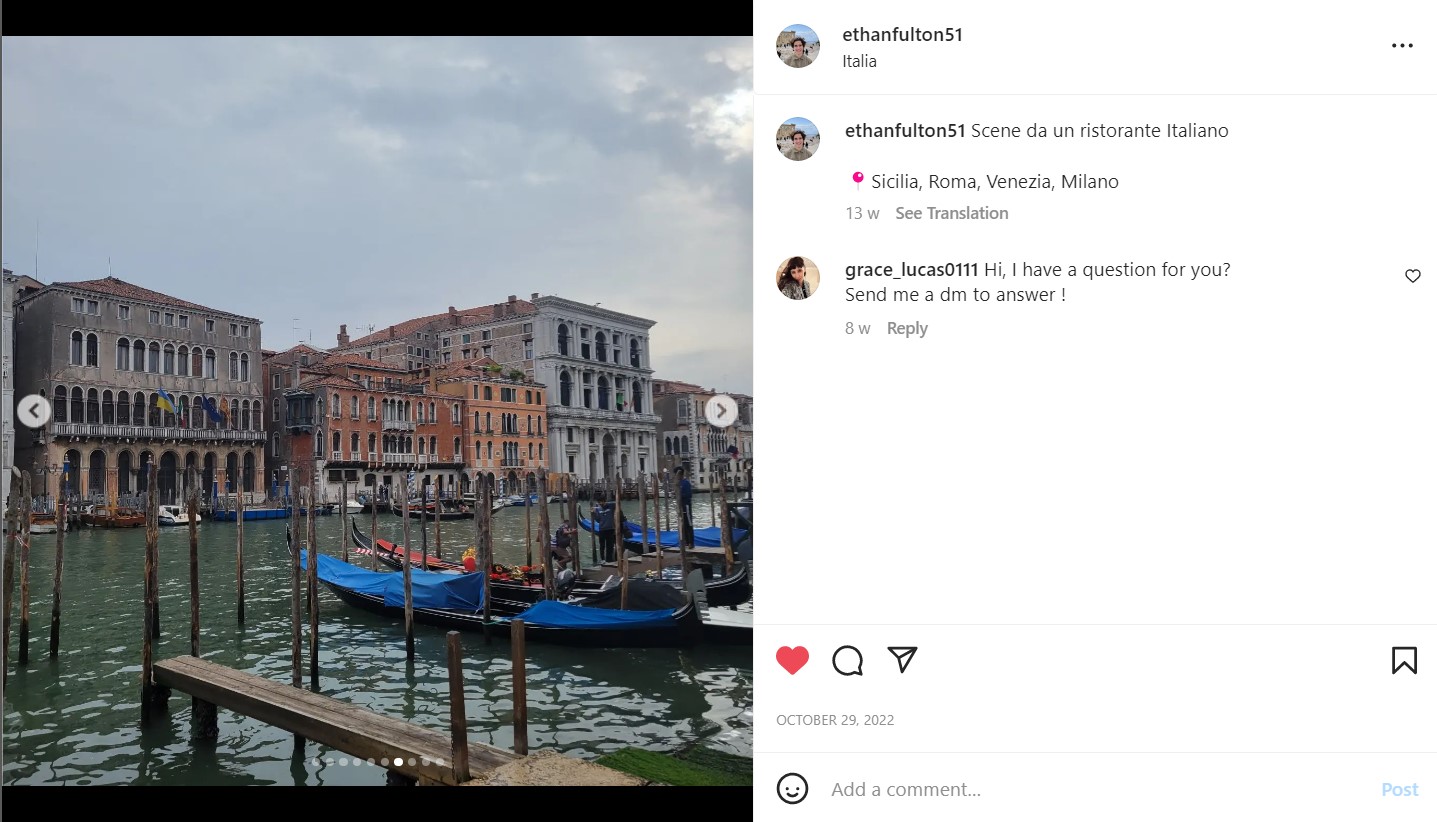 ethanfulton51
Italia
ethanfulton51 Scene da un ristorante Italiano
Sicilia, Roma, Venezia, Milano
13 w See Translation
grace_lucas0111 Hi, I have a question for you?
Send me a dm to answer !
8 w Reply
OCTOBER 29, 2022
Add a comment...
Post